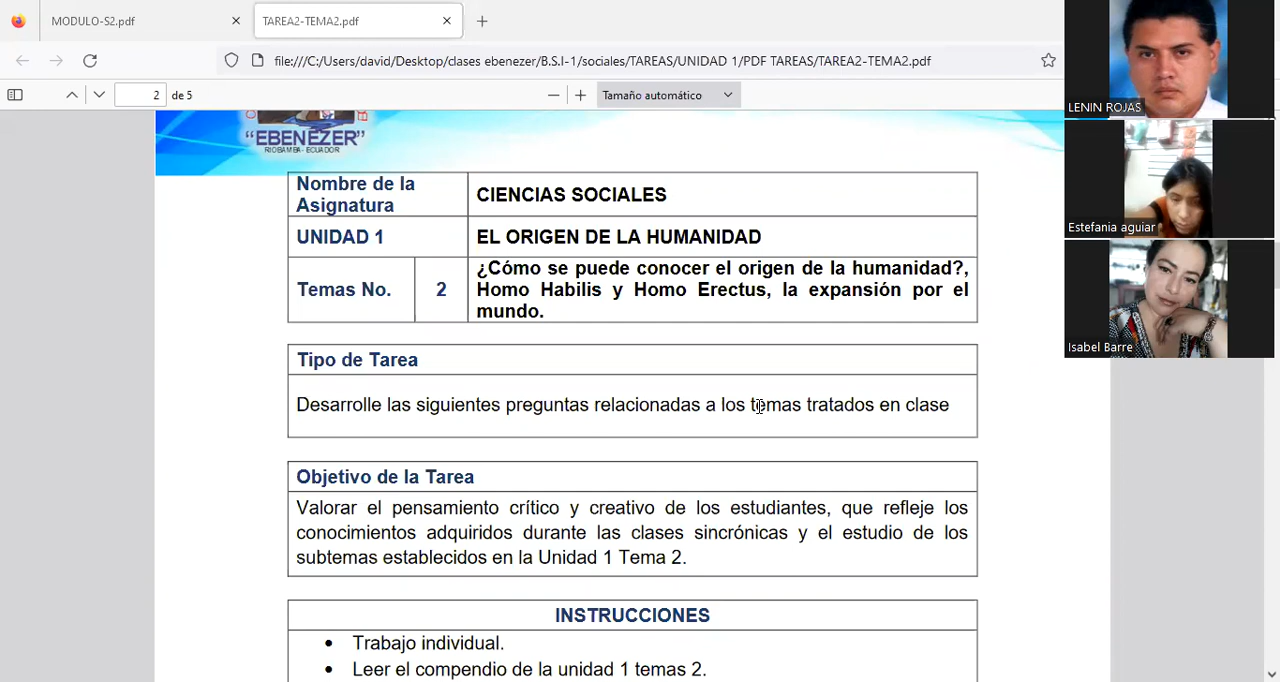 MODULO-S2.pdf
TAREA2-TEMA2.pdf
file:///C:/Users/david/Desktop/clases ebenezer/B.S.I-1/sociales/TAREAS/UNIDAD 1/PDF TAREAS/TAREA2-TEMA2.pdf
2 de 5
Tamaño automático
LENIN ROJAS
Estefania aguiar
Isabel Barre
“EBENEZER”
RIOBAMBA- ECUADOR
Nombre de la
Asignatura
CIENCIAS SOCIALES
UNIDAD 1
EL ORIGEN DE LA HUMANIDAD
Temas No.
2
¿Cómo se puede conocer el origen de la humanidad?,
Homo Habilis y Homo Erectus, la expansión por el
mundo.
Tipo de Tarea
Desarrolle las siguientes preguntas relacionadas a los temas tratados en clase
Objetivo de la Tarea
Valorar el pensamiento crítico y creativo de los estudiantes, que refleje los
conocimientos adquiridos durante las clases sincrónicas y el estudio de los
subtemas establecidos en la Unidad 1 Tema 2.
INSTRUCCIONES
• Trabajo individual.
• Leer el compendio de la unidad 1 temas 2.